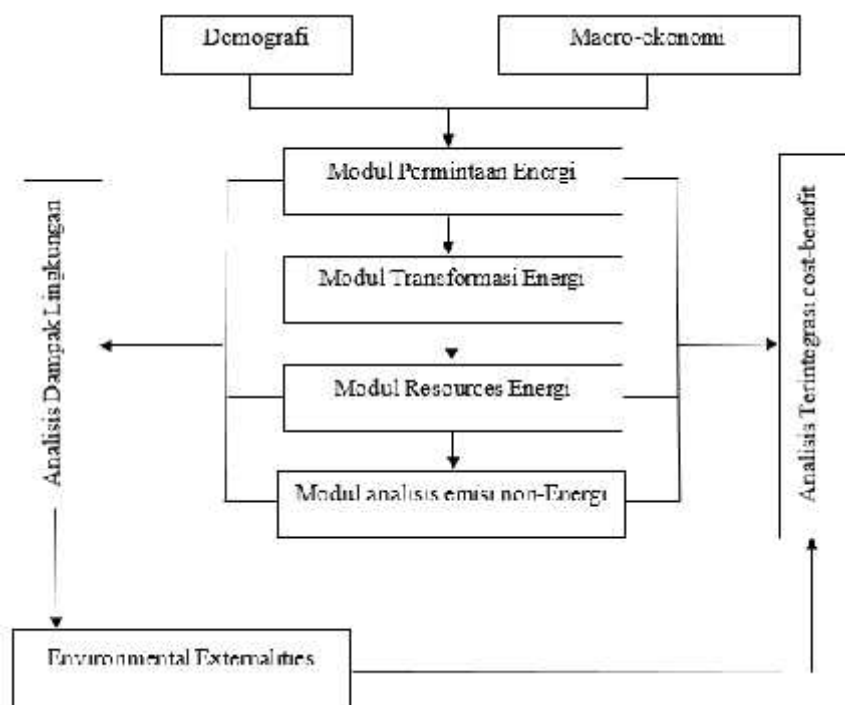 Demografi
Macro-ekonomi
Modul Permintaan Energi
Modul Transformasi Energi
Modul Resources Energi
Modul analisis emisi non-Energi
Analisis Dampak Lingkungan
Analisis Terintegrasi cost-benefit
Environmental Externalities